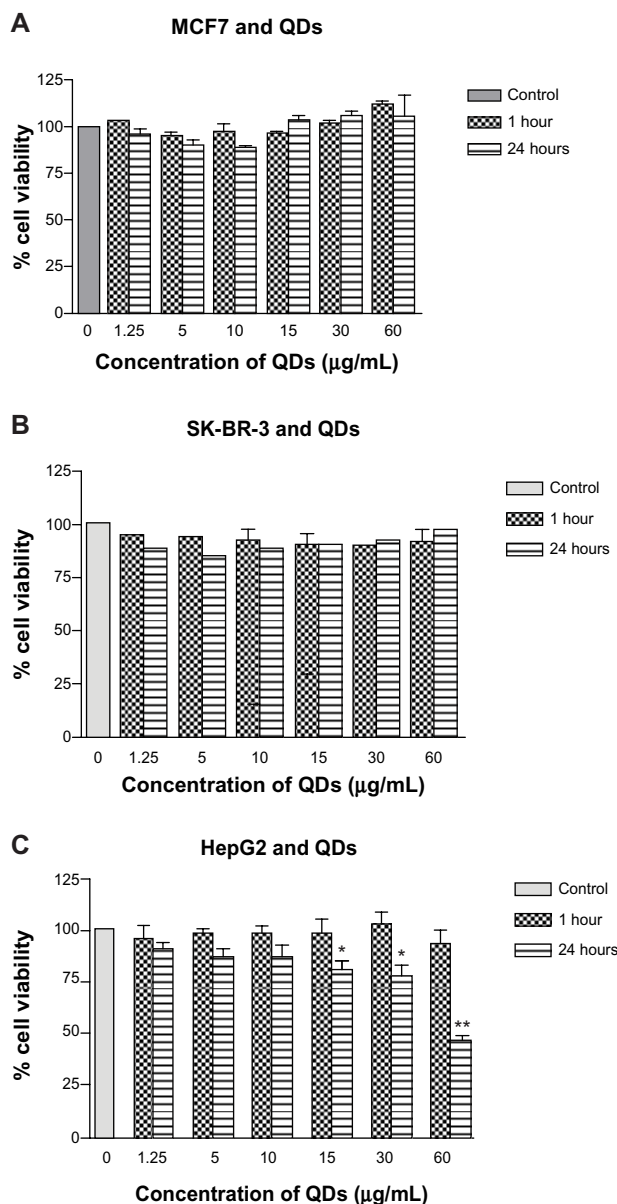 A
MCF7 and QDs
125
100
75
50
25
0
% cell viability
0 1.25 5 10 15 30 60
Concentration of QDs (μg/mL)
Control
1 hour
24 hours
B
SK-BR-3 and QDs
125
100
75
50
25
0
% cell viability
0 1.25 5 10 15 30 60
Concentration of QDs (μg/mL)
Control
1 hour
24 hours
C
HepG2 and QDs
125
100
75
50
25
0
% cell viability
* * **
0 1.25 5 10 15 30 60
Concentration of QDs (μg/mL)
Control
1 hour
24 hours